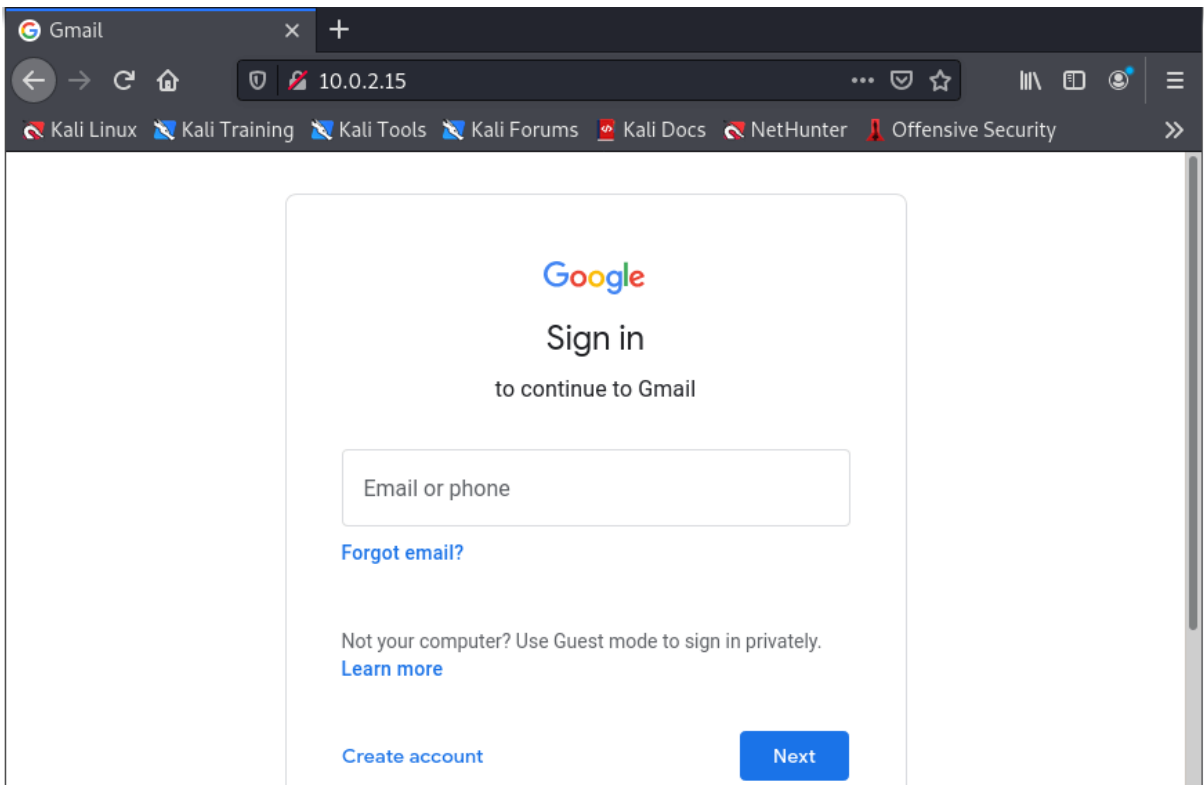 Gmail
10.0.2.15
Kali Linux Kali Training Kali Tools Kali Forums Kali Docs NetHunter Offensive Security
Google
Sign in
to continue to Gmail
Email or phone
Forgot email?
Not your computer? Use Guest mode to sign in privately.
Learn more
Create account Next